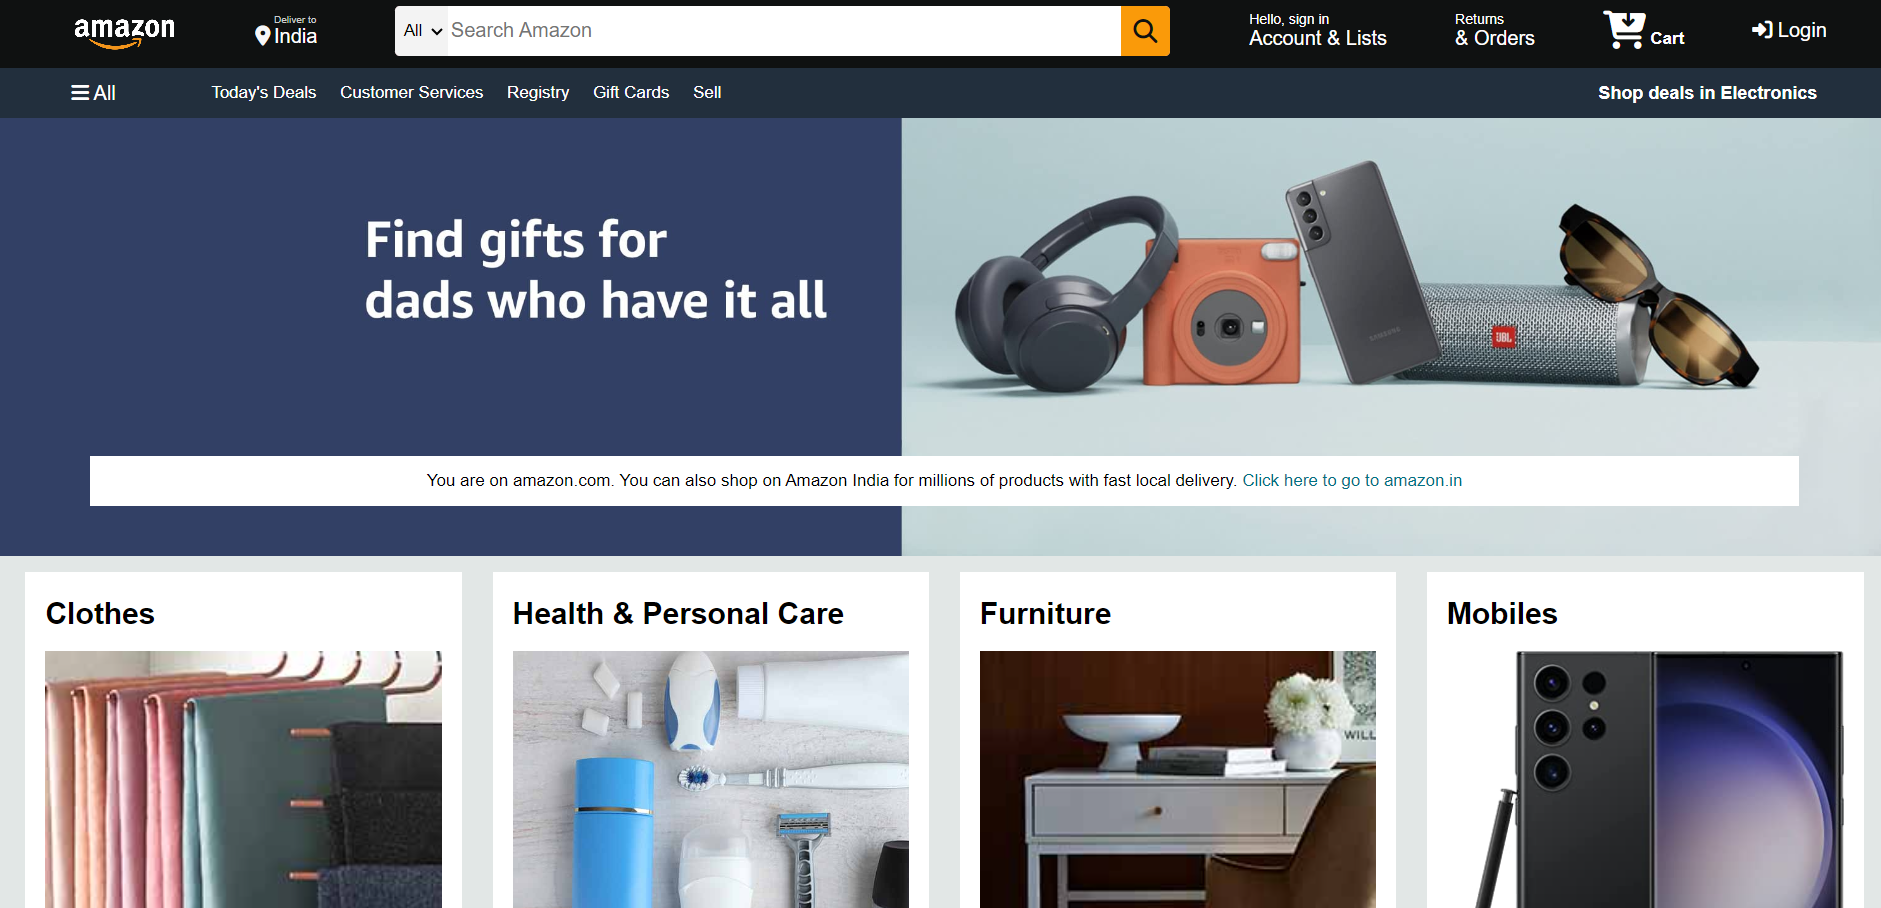 amazon
Deliver to
India
All
Search Amazon
Hello, sign in
Account & Lists
Returns
& Orders
Cart
Login
All
Today's Deals
Customer Services
Registry
Gift Cards
Sell
Shop deals in Electronics
Find gifts for
dads who have it all
SAMSUNG
JBL
You are on amazon.com. You can also shop on Amazon India for millions of products with fast local delivery. Click here to go to amazon.in
Clothes
Health & Personal Care
Furniture
Mobiles
WILL